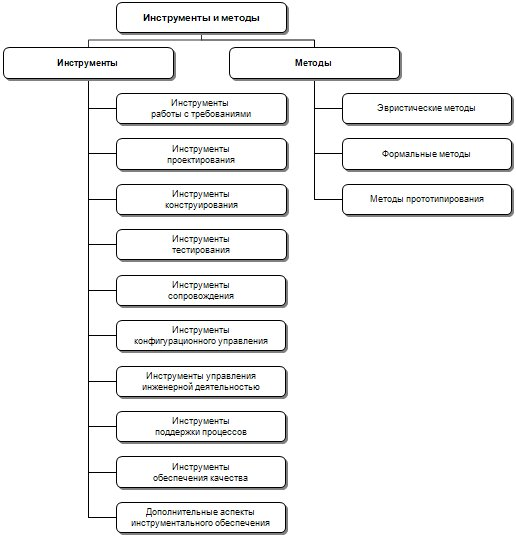 Инструменты и методы
Инструменты
Методы
Инструменты
работы с требованиями
Инструменты
проектирования
Инструменты
конструирования
Инструменты
тестирования
Инструменты
сопровождения
Инструменты
конфигурационного управления
Инструменты управления
инженерной деятельностью
Инструменты
поддержки процессов
Инструменты
обеспечения качества
Дополнительные аспекты
инструментального обеспечения
Эвристические методы
Формальные методы
Методы прототипирования